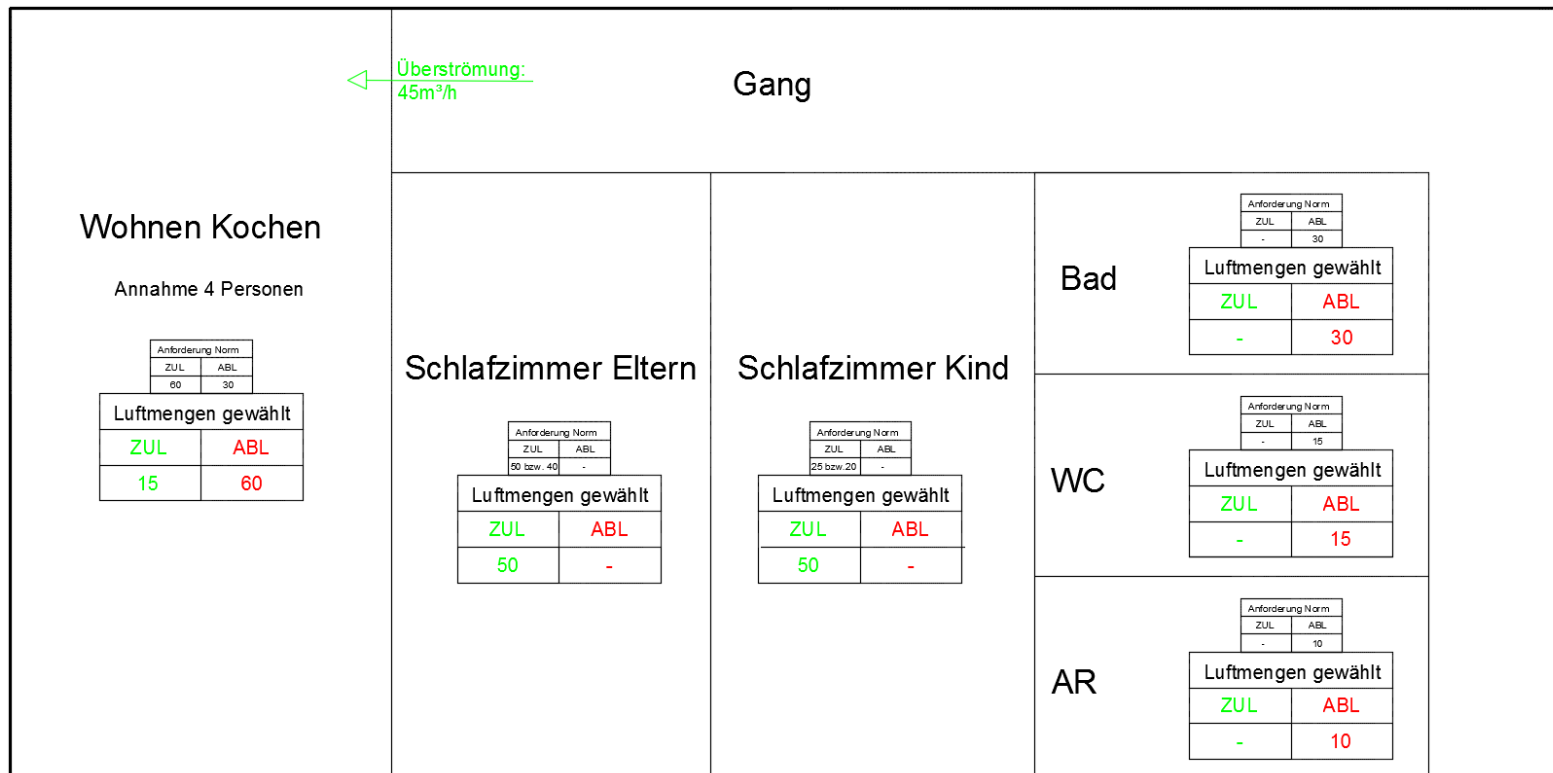 Überströmung:
45m³/h
Gang
Wohnen Kochen
Annahme 4 Personen
Anforderung Norm
ZUL ABL
60 30
Luftmengen gewählt
ZUL ABL
15 60
Schlafzimmer Eltern
Anforderung Norm
ZUL ABL
50 bzw. 40 -
Luftmengen gewählt
ZUL ABL
50 -
Schlafzimmer Kind
Anforderung Norm
ZUL ABL
25 bzw.20 -
Luftmengen gewählt
ZUL ABL
50 -
Bad
Anforderung Norm
ZUL ABL
- 30
Luftmengen gewählt
ZUL ABL
- 30
WC
Anforderung Norm
ZUL ABL
- 15
Luftmengen gewählt
ZUL ABL
- 15
AR
Anforderung Norm
ZUL ABL
- 10
Luftmengen gewählt
ZUL ABL
- 10